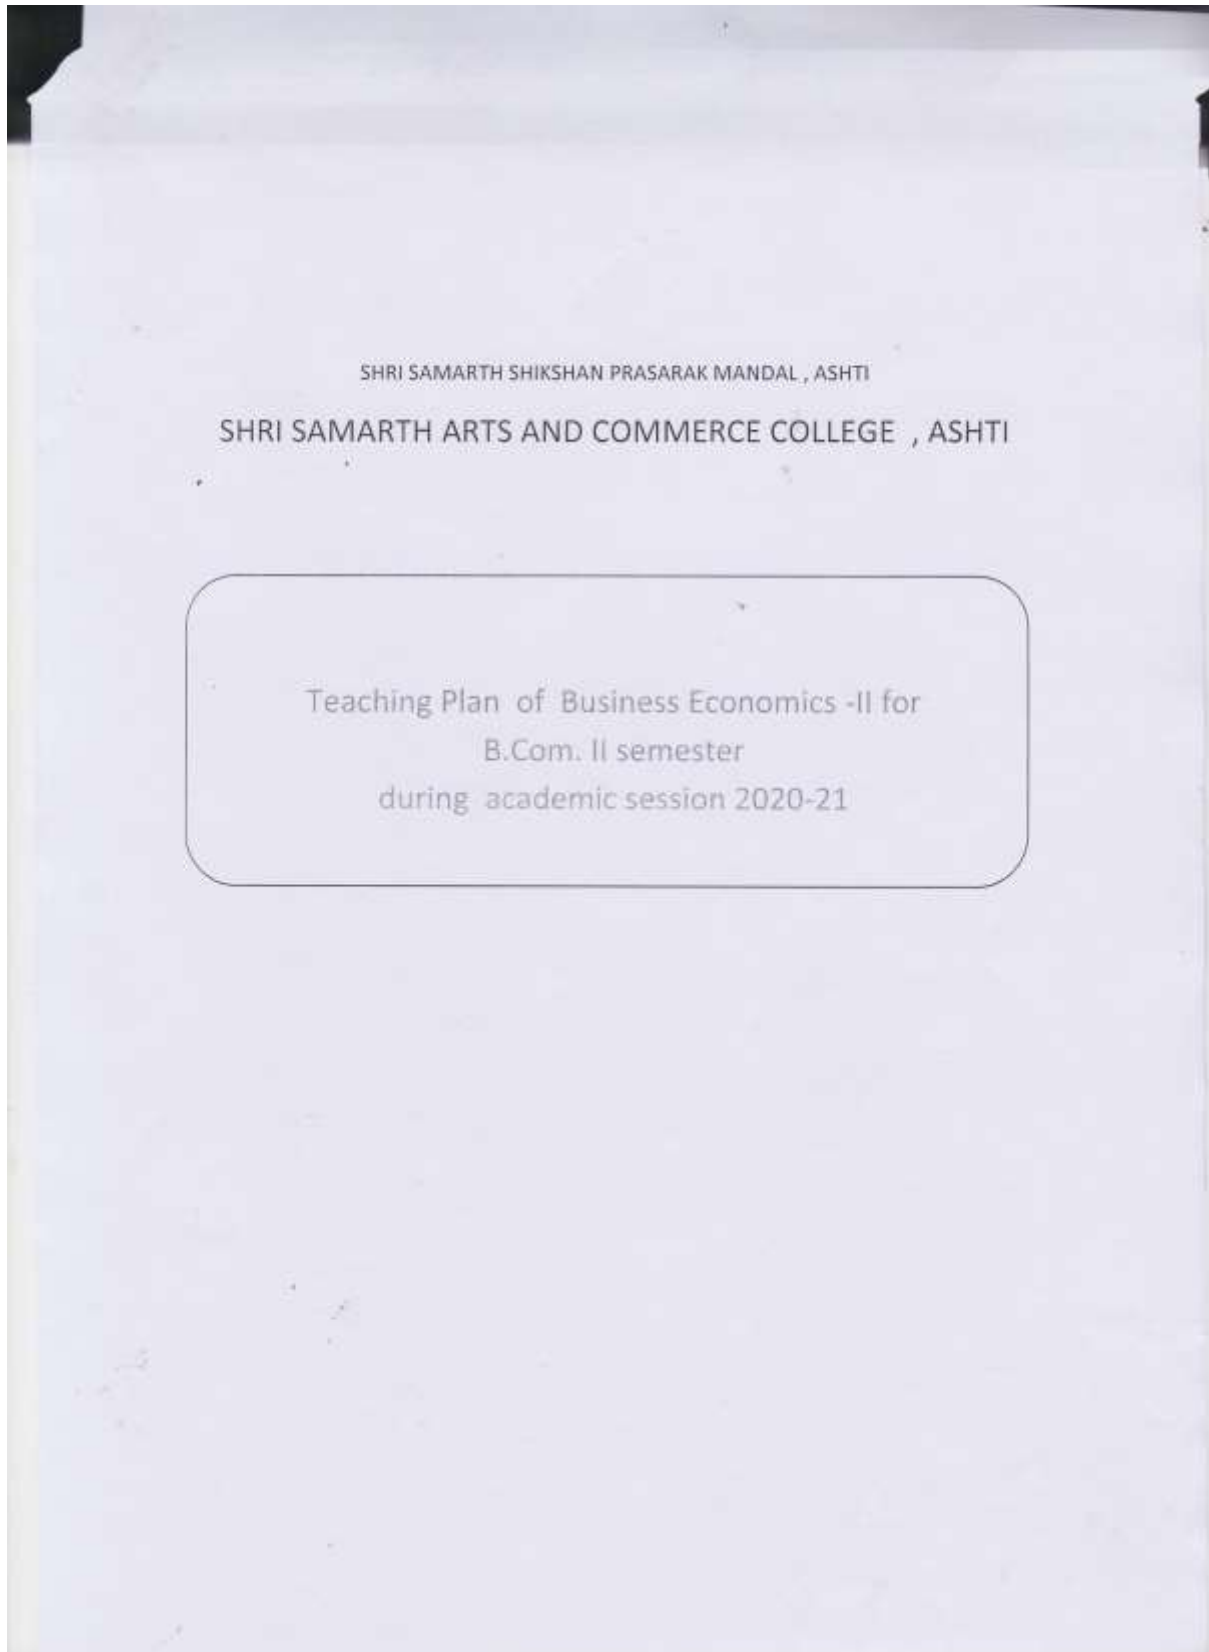 SHRI SAMARTH SHIKSHAN PRASARAK MANDAL , ASHTI
SHRI SAMARTH ARTS AND COMMERCE COLLEGE , ASHTI
Teaching Plan of Business Economics -II for
B.Com. II semester
during academic session 2020-21